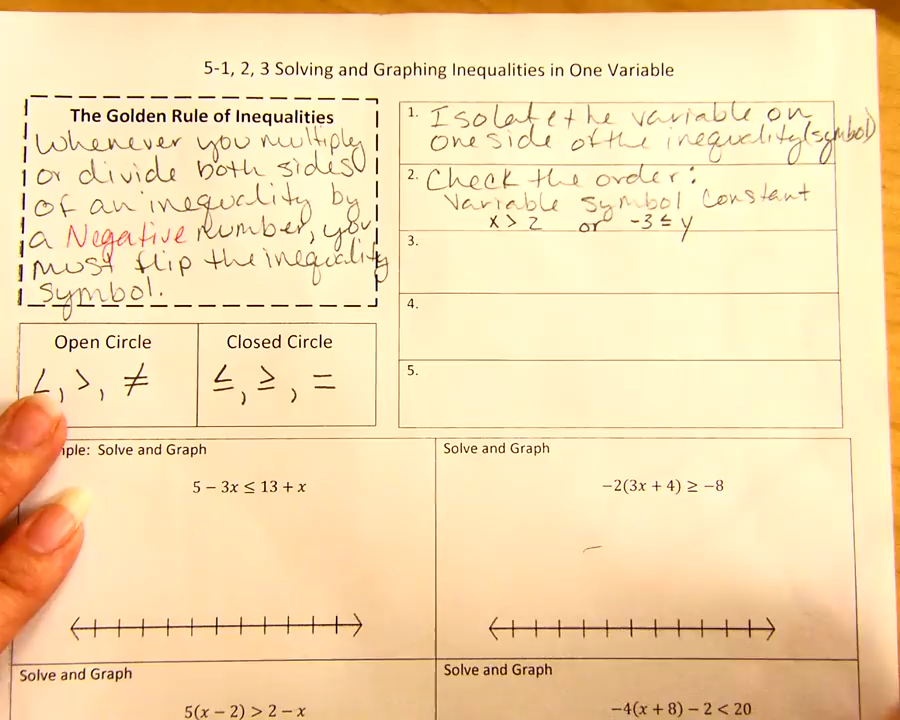 5-1, 2, 3 Solving and Graphing Inequalities in One Variable
The Golden Rule of Inequalities
Whenever you multiply
or divide both sides
of an inequality by
a Negative number, you
must flip the inequality
symbol.
1. Isolate the variable on
one side of the inequality (symbol)
2. Check the order:
Variable symbol constant
x > 2 or -3 ≤ y
3.
4.
5.
Open Circle
<, >, ≠
Closed Circle
≤, ≥, =
mple: Solve and Graph
5 − 3x ≤ 13 + x
Solve and Graph
−2(3x + 4) ≥ −8
Solve and Graph
5(x − 2) > 2 − x
Solve and Graph
−4(x + 8) − 2 < 20